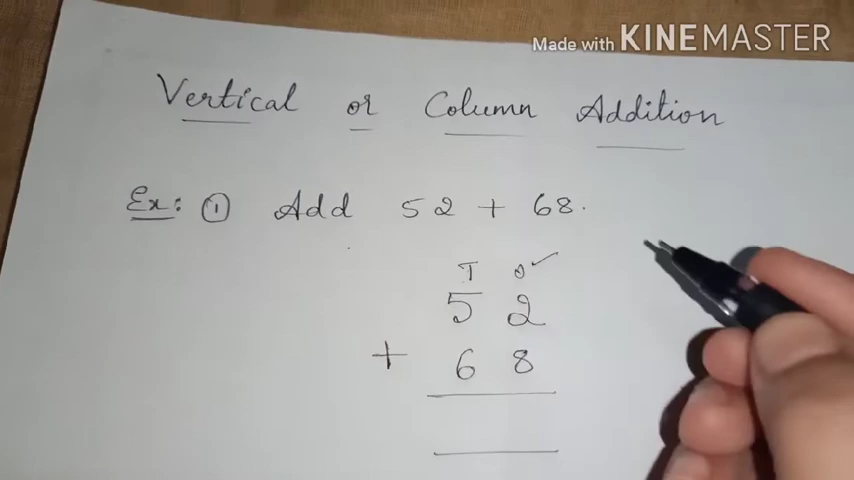 Made with KINEMASTER
Vertical or Column Addition
Ex: ① Add 52 + 68.
T O ✓
5 2
+ 6 8